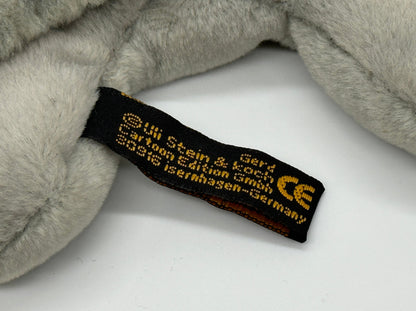 © Uli Stein & Gerd Koch
Cartoon Edition GmbH
30916 Isernhagen-Germany
CE